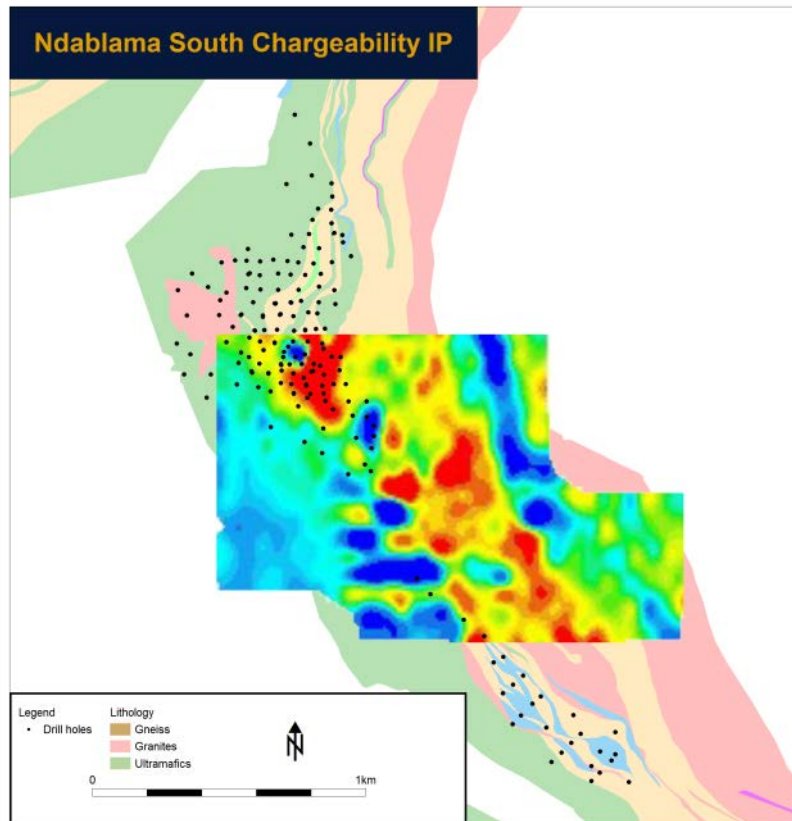 Ndablama South Chargeability IP
Legend
Drill holes
Lithology
Gneiss
Granites
Ultramafics
N
0
1km